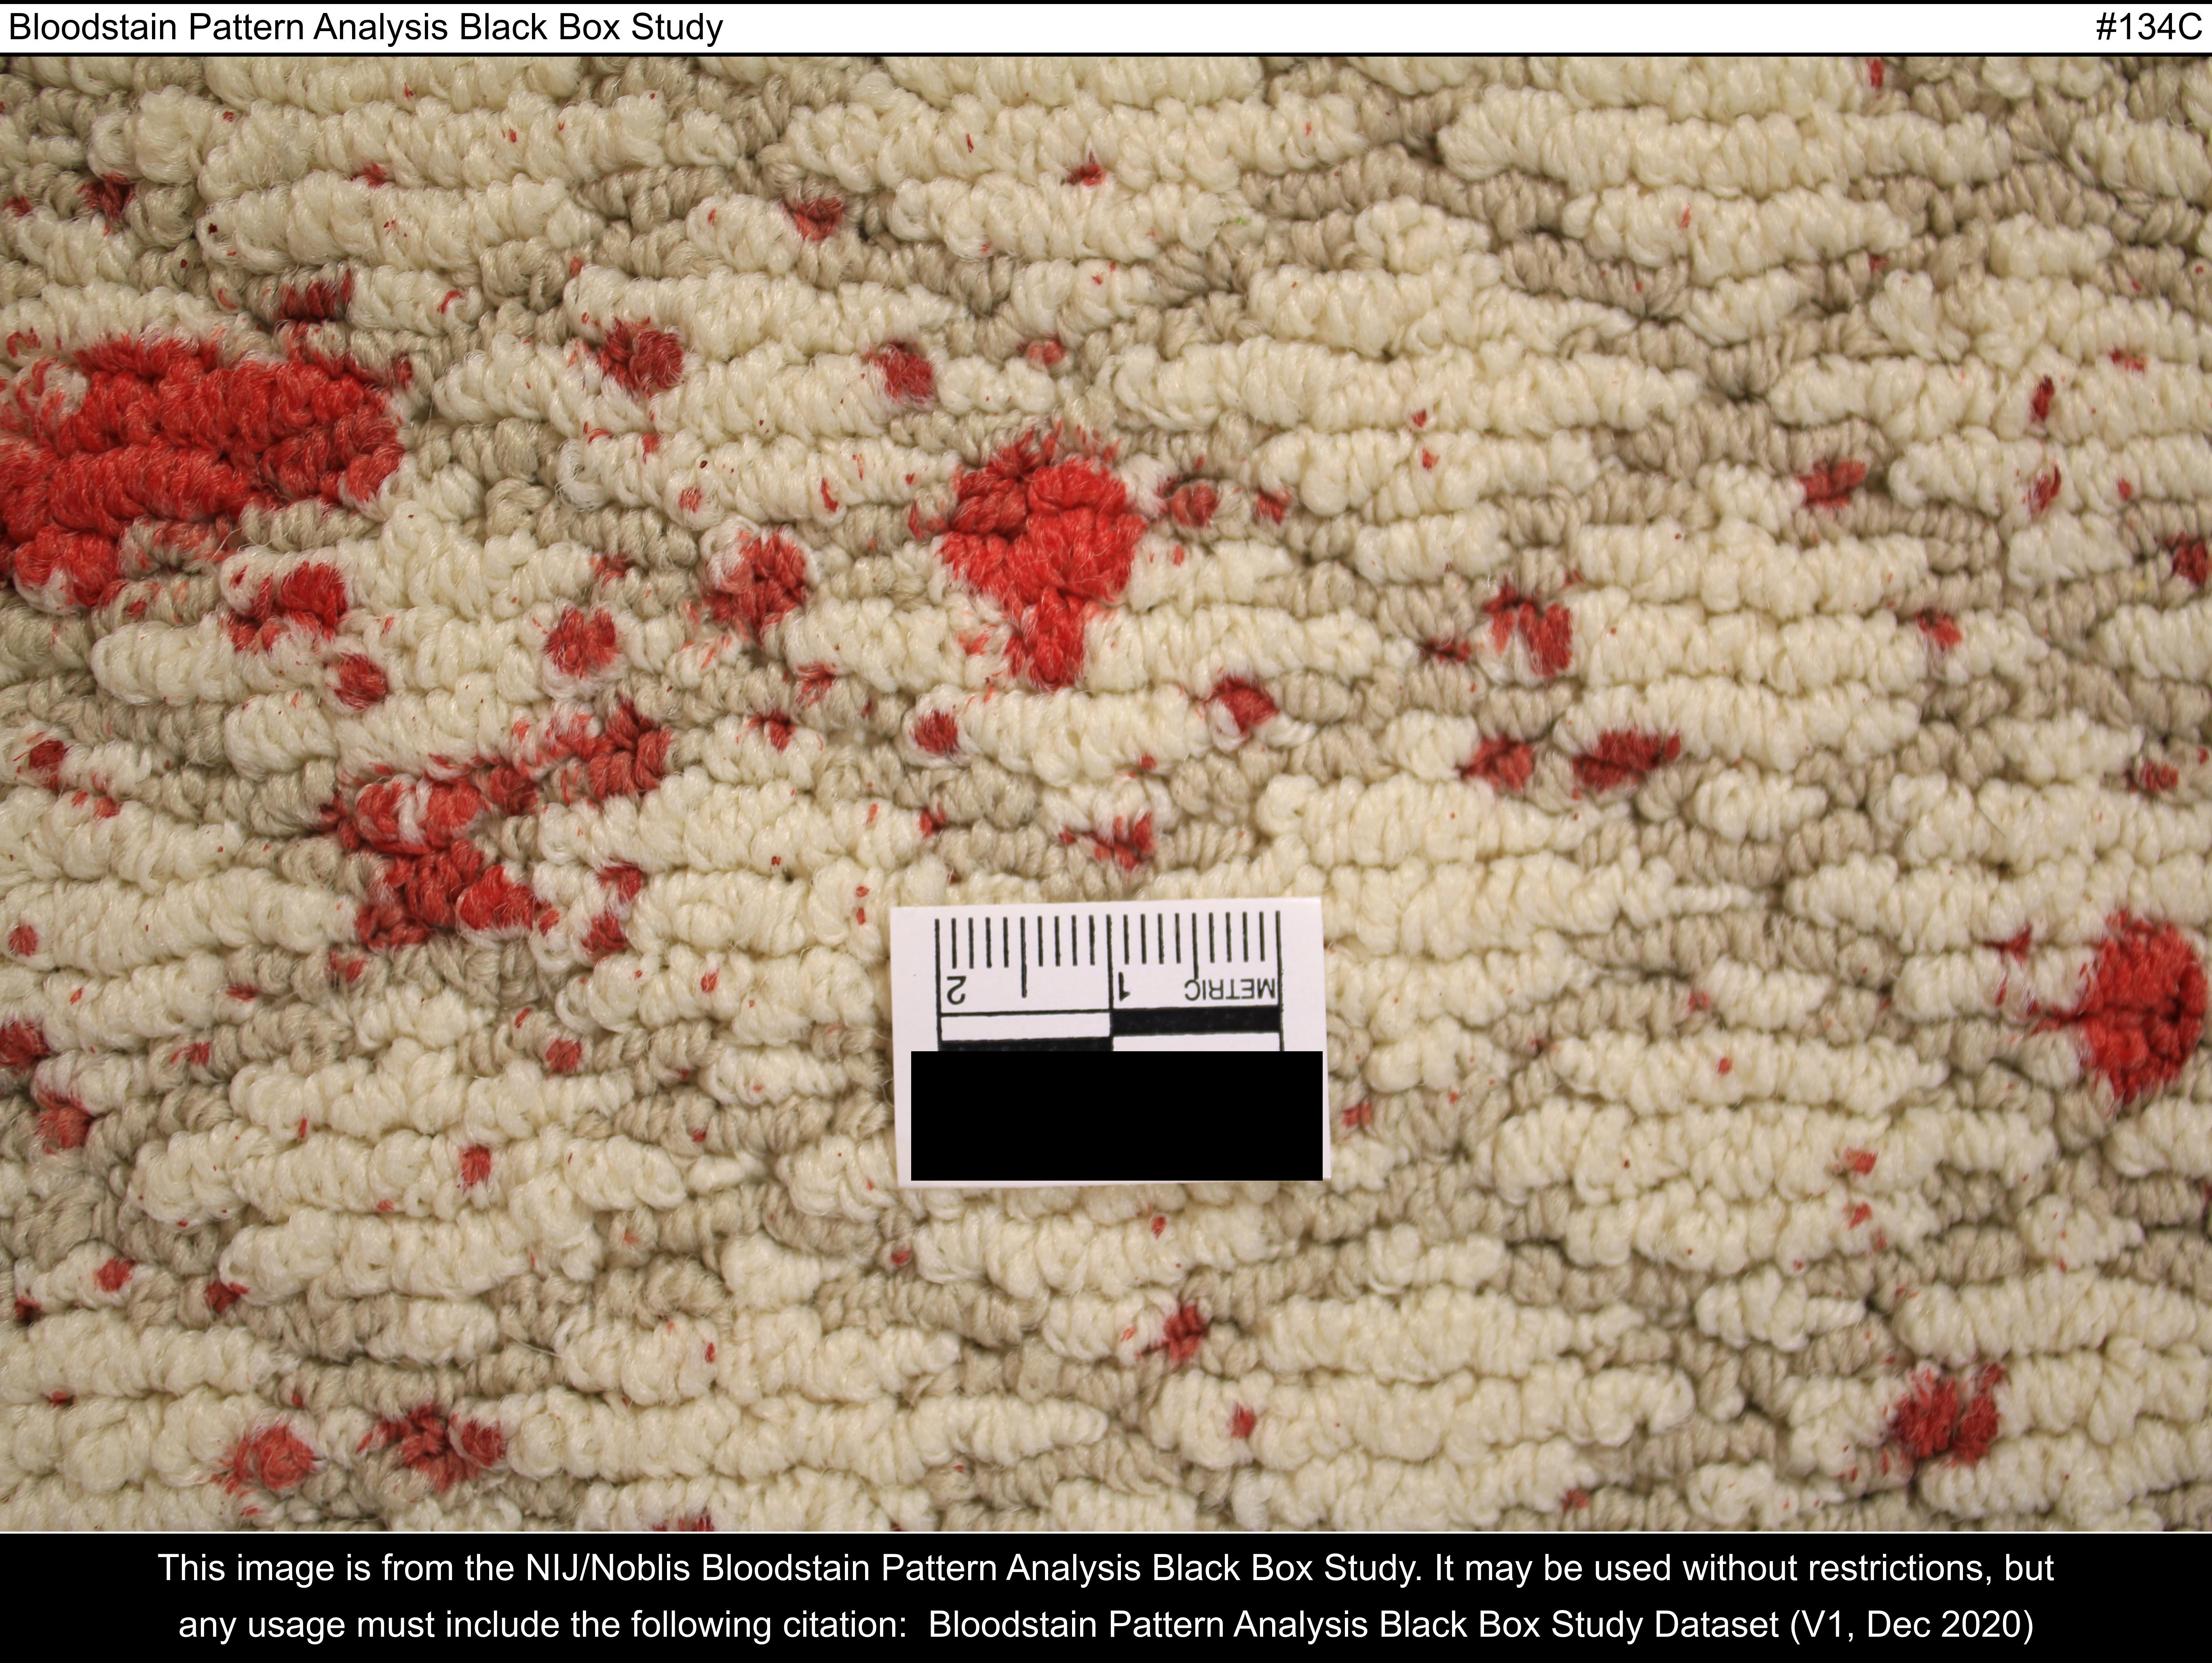 Bloodstain Pattern Analysis Black Box Study #134C
2 1 METRIC
This image is from the NIJ/Noblis Bloodstain Pattern Analysis Black Box Study. It may be used without restrictions, but
any usage must include the following citation:  Bloodstain Pattern Analysis Black Box Study Dataset (V1, Dec 2020)